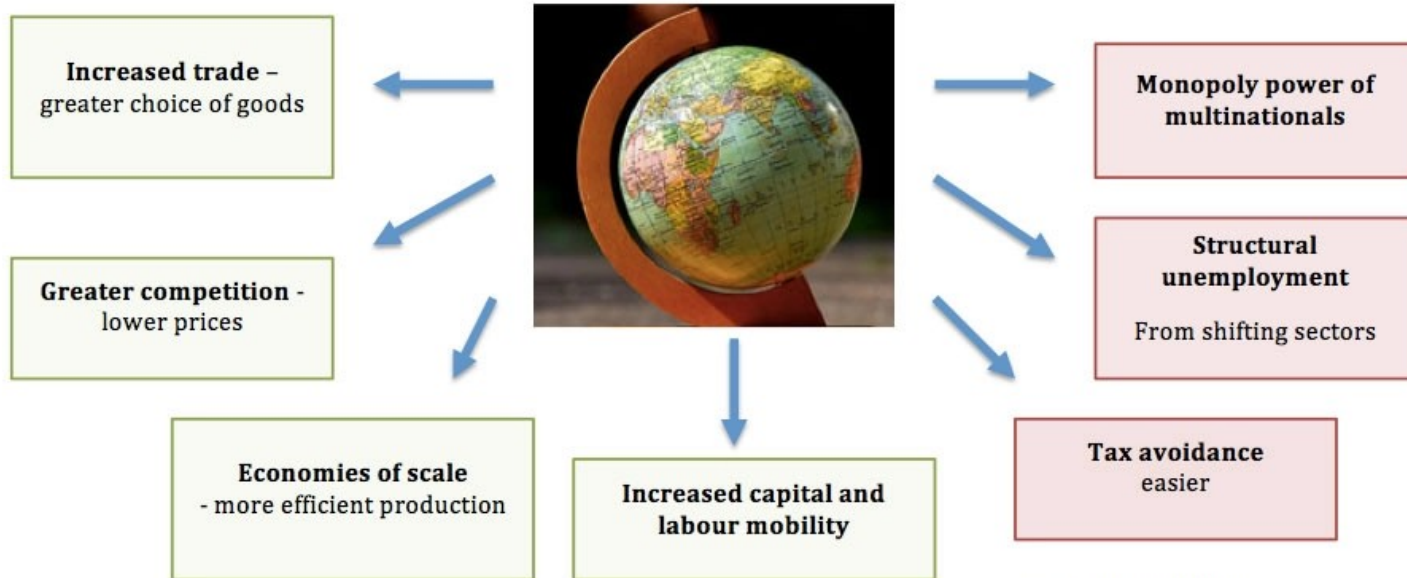 Increased trade –
greater choice of goods
Greater competition -
lower prices
Economies of scale
- more efficient production
Increased capital and
labour mobility
Monopoly power of
multinationals
Structural
unemployment
From shifting sectors
Tax avoidance
easier